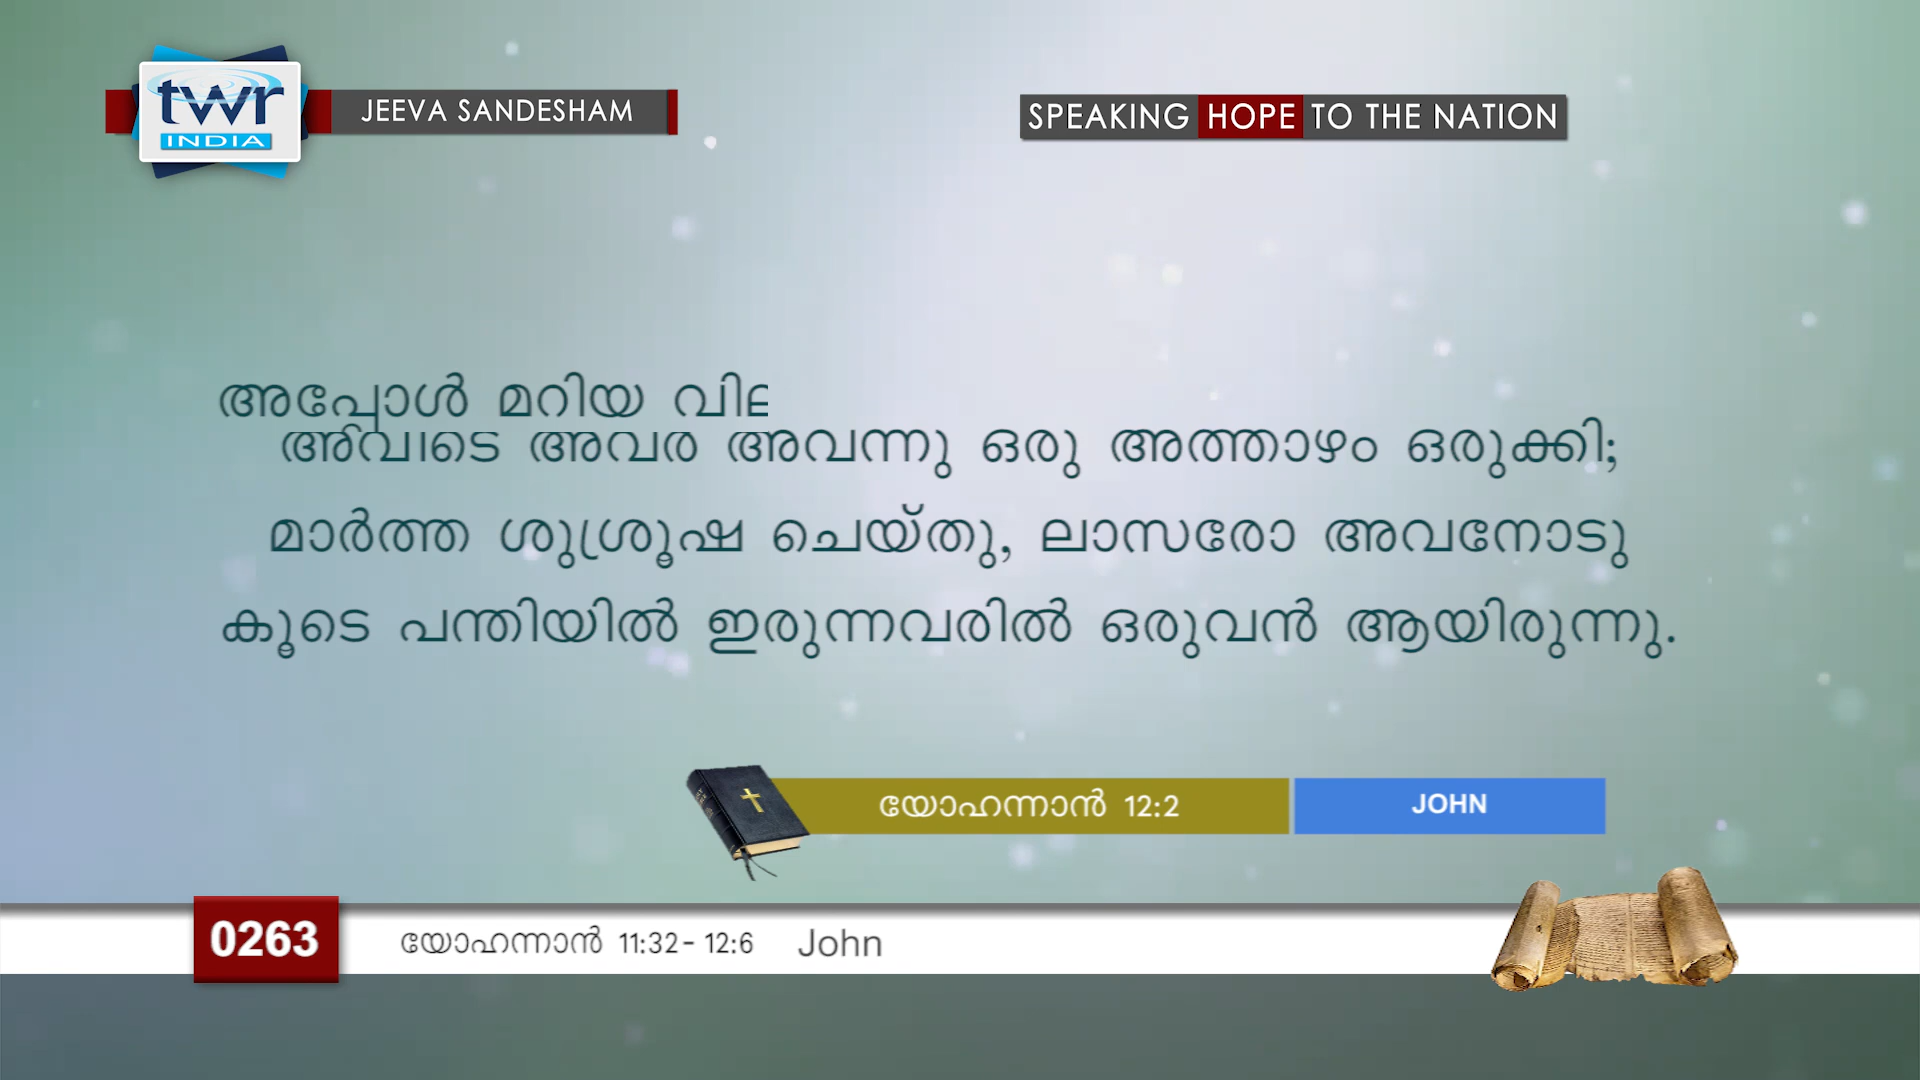 twr
INDIA
JEEVA SANDESHAM
SPEAKING HOPE TO THE NATION
അപ്പോൾ മറിയ
അവിടെ അവർ അവന്നു ഒരു അത്താഴം ഒരുക്കി;
മാർത്ത ശുശ്രൂഷ ചെയ്തു, ലാസരോ അവനോടു
കൂടെ പന്തിയിൽ ഇരുന്നവരിൽ ഒരുവൻ ആയിരുന്നു.
യോഹന്നാൻ 12:2
JOHN
0263
യോഹന്നാൻ 11:32- 12:6 John